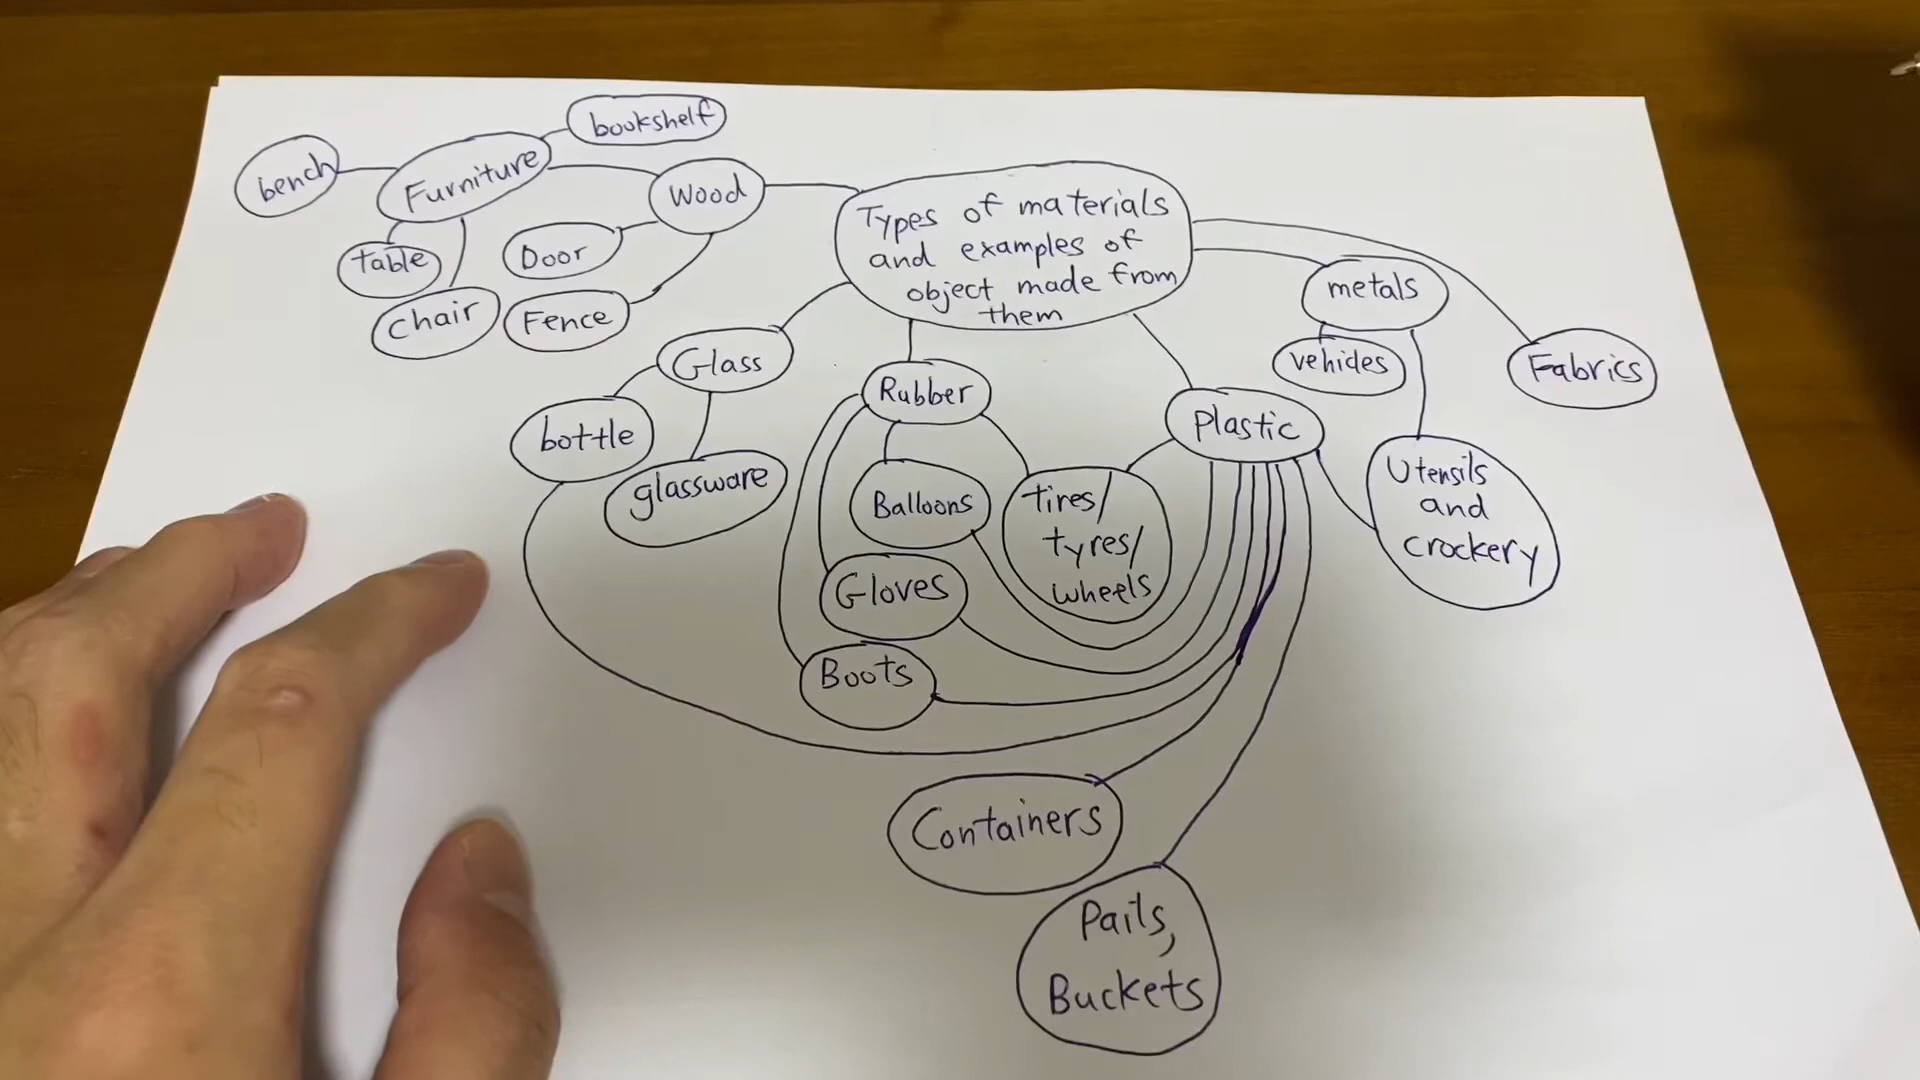 bookshelf
bench
Furniture
Wood
table
Door
chair
Fence
Types of materials
and examples of
object made from
them
metals
vehicles
Fabrics
Glass
bottle
glassware
Rubber
Balloons
Gloves
Boots
tires/
tyres/
wheels
Plastic
Utensils
and
crockery
Containers
Pails,
Buckets